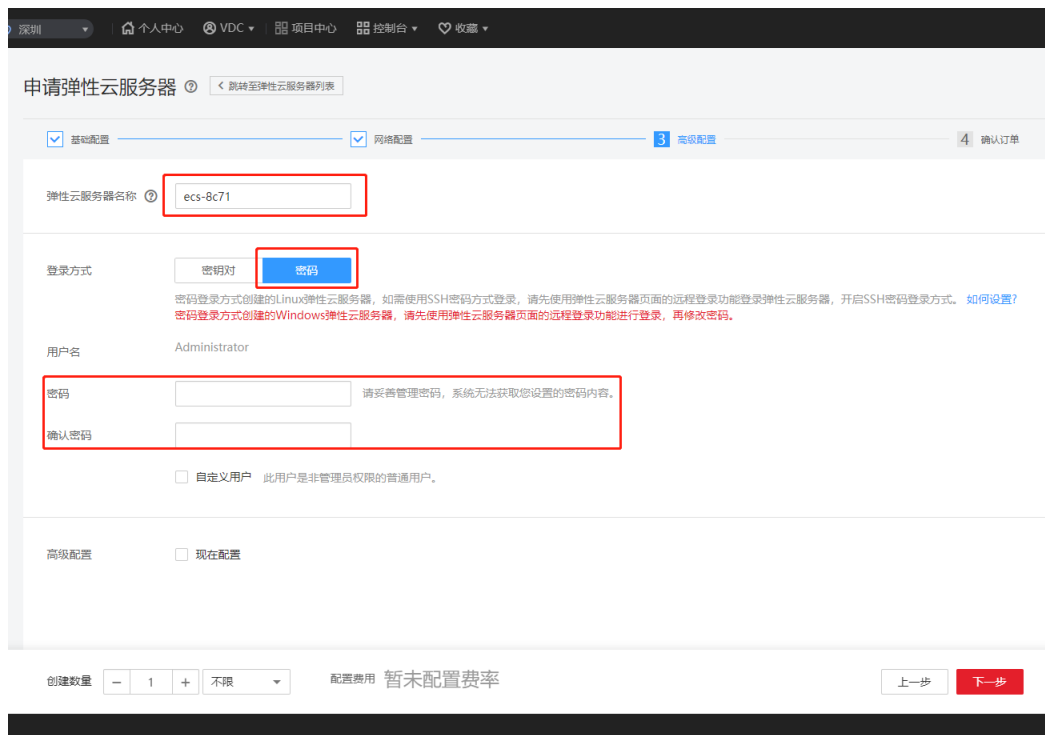 深圳 个人中心 VDC 项目中心 控制台 收藏
申请弹性云服务器 跳转至弹性云服务器列表
基础配置 网络配置 3 高级配置 4 确认订单
弹性云服务器名称 ecs-8c71
登录方式 密钥对 密码
密码登录方式创建的Linux弹性云服务器，如需使用SSH密码方式登录，请先使用弹性云服务器页面的远程登录功能登录弹性云服务器，开启SSH密码登录方式。 如何设置?
密码登录方式创建的Windows弹性云服务器，请先使用弹性云服务器页面的远程登录功能进行登录，再修改密码。
用户名 Administrator
密码 请妥善管理密码，系统无法获取您设置的密码内容。
确认密码
自定义用户 此用户是非管理员权限的普通用户。
高级配置 现在配置
创建数量 − 1 + 不限 配置费用 暂未配置费率 上一步 下一步